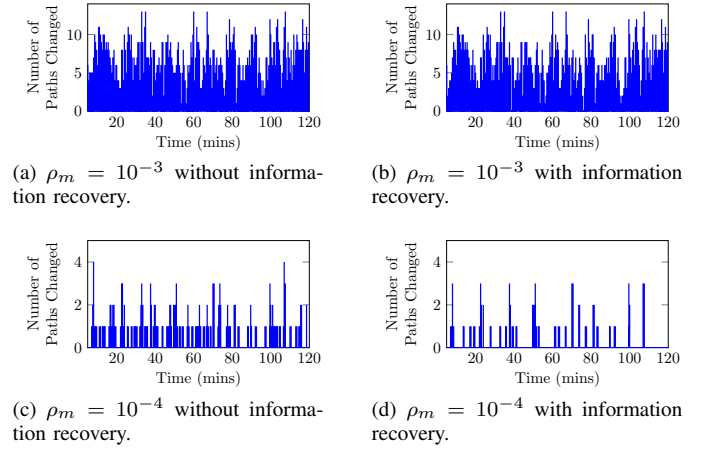 Number of
Paths Changed
10
5
0
20 40 60 80 100 120
Time (mins)
(a) ρm = 10−3 without informa-
tion recovery.
Number of
Paths Changed
10
5
0
20 40 60 80 100 120
Time (mins)
(b) ρm = 10−3 with information
recovery.
Number of
Paths Changed
4
2
0
20 40 60 80 100 120
Time (mins)
(c) ρm = 10−4 without informa-
tion recovery.
Number of
Paths Changed
4
2
0
20 40 60 80 100 120
Time (mins)
(d) ρm = 10−4 with information
recovery.